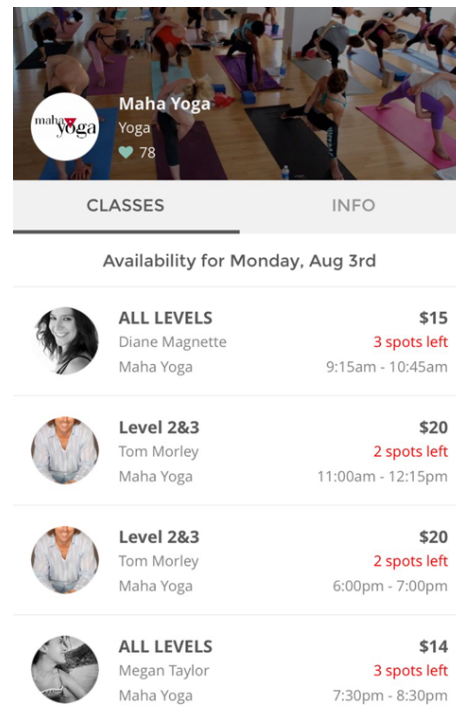 maha
yoga
Maha Yoga
Yoga
78
CLASSES INFO
Availability for Monday, Aug 3rd
ALL LEVELS $15
Diane Magnette 3 spots left
Maha Yoga 9:15am - 10:45am
Level 2&3 $20
Tom Morley 2 spots left
Maha Yoga 11:00am - 12:15pm
Level 2&3 $20
Tom Morley 2 spots left
Maha Yoga 6:00pm - 7:00pm
ALL LEVELS $14
Megan Taylor 3 spots left
Maha Yoga 7:30pm - 8:30pm